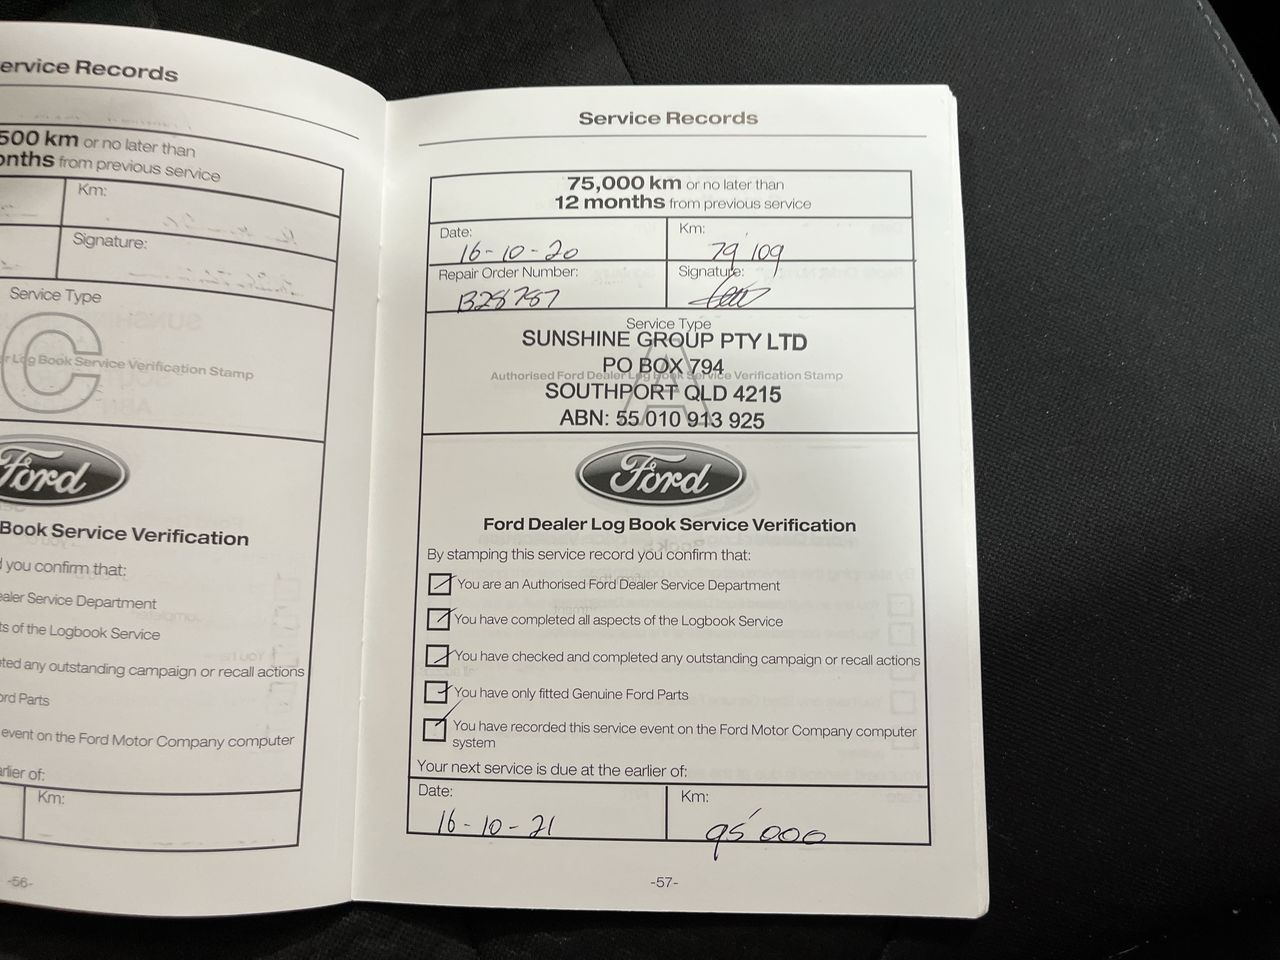 ervice Records
500 km or no later than
onths from previous service
Km:
Signature:
Service Type
C
r Log Book Service Verification Stamp
Ford
Book Service Verification
d you confirm that:
ealer Service Department
ts of the Logbook Service
ted any outstanding campaign or recall actions
ord Parts
event on the Ford Motor Company computer
arlier of:
Km:
-56-
Service Records
75,000 km or no later than
12 months from previous service
Date: Km:
16-10-20 79'109
Repair Order Number: Signature:
B28787
Service Type
SUNSHINE GROUP PTY LTD
PO BOX 794
Authorised Ford Dealer Log Book Service Verification Stamp
A
SOUTHPORT QLD 4215
ABN: 55 010 913 925
Ford
Ford Dealer Log Book Service Verification
By stamping this service record you confirm that:
You are an Authorised Ford Dealer Service Department
You have completed all aspects of the Logbook Service
You have checked and completed any outstanding campaign or recall actions
You have only fitted Genuine Ford Parts
You have recorded this service event on the Ford Motor Company computer
system
Your next service is due at the earlier of:
Date: Km:
16-10-21 95'000
-57-